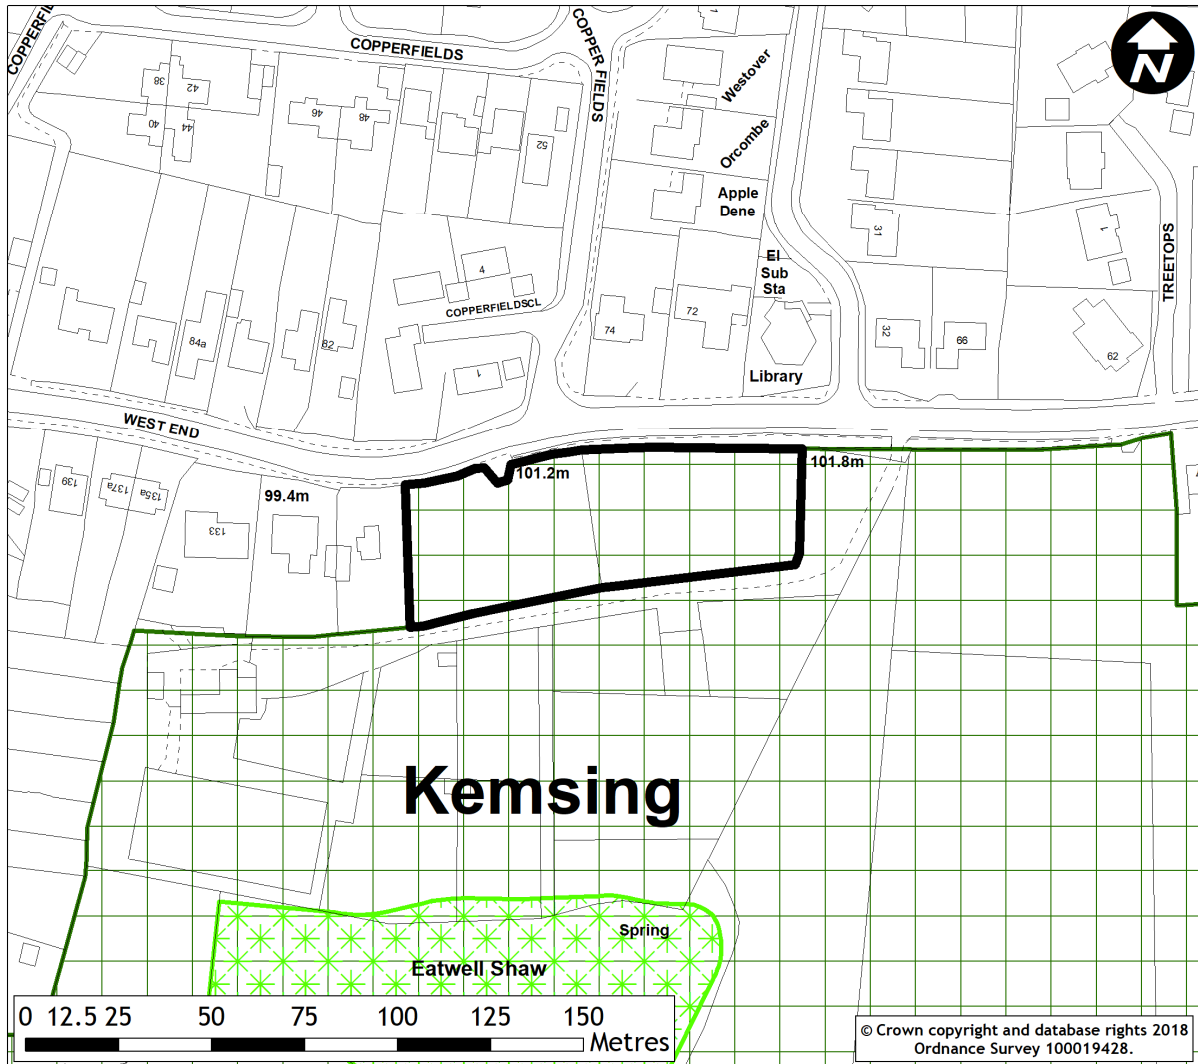 COPPERFIE
COPPERFIELDS
COPPER FIELDS
1
Westover
N
38
42
40
44
46
48
52
Orcombe
Apple
Dene
31
1
TREETOPS
El
Sub
Sta
4
COPPERFIELDSCL
74
72
32
66
62
84a
82
1
Library
WEST END
101.2m
101.8m
99.4m
139
137a
135a
133
Kemsing
Spring
Eatwell Shaw
0 12.5 25 50 75 100 125 150
Metres
© Crown copyright and database rights 2018
Ordnance Survey 100019428.